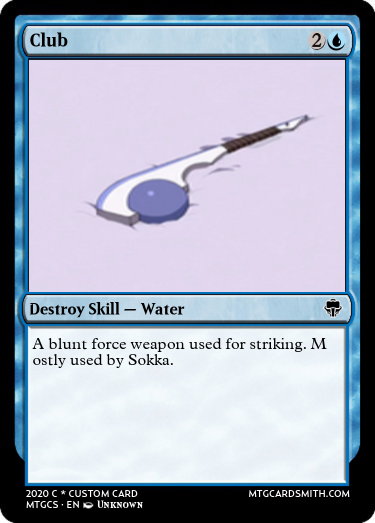 Club 2
Destroy Skill — Water
A blunt force weapon used for striking. M
ostly used by Sokka.
2020 C * CUSTOM CARD MTGCARDSMITH.COM
MTGCS · EN Unknown